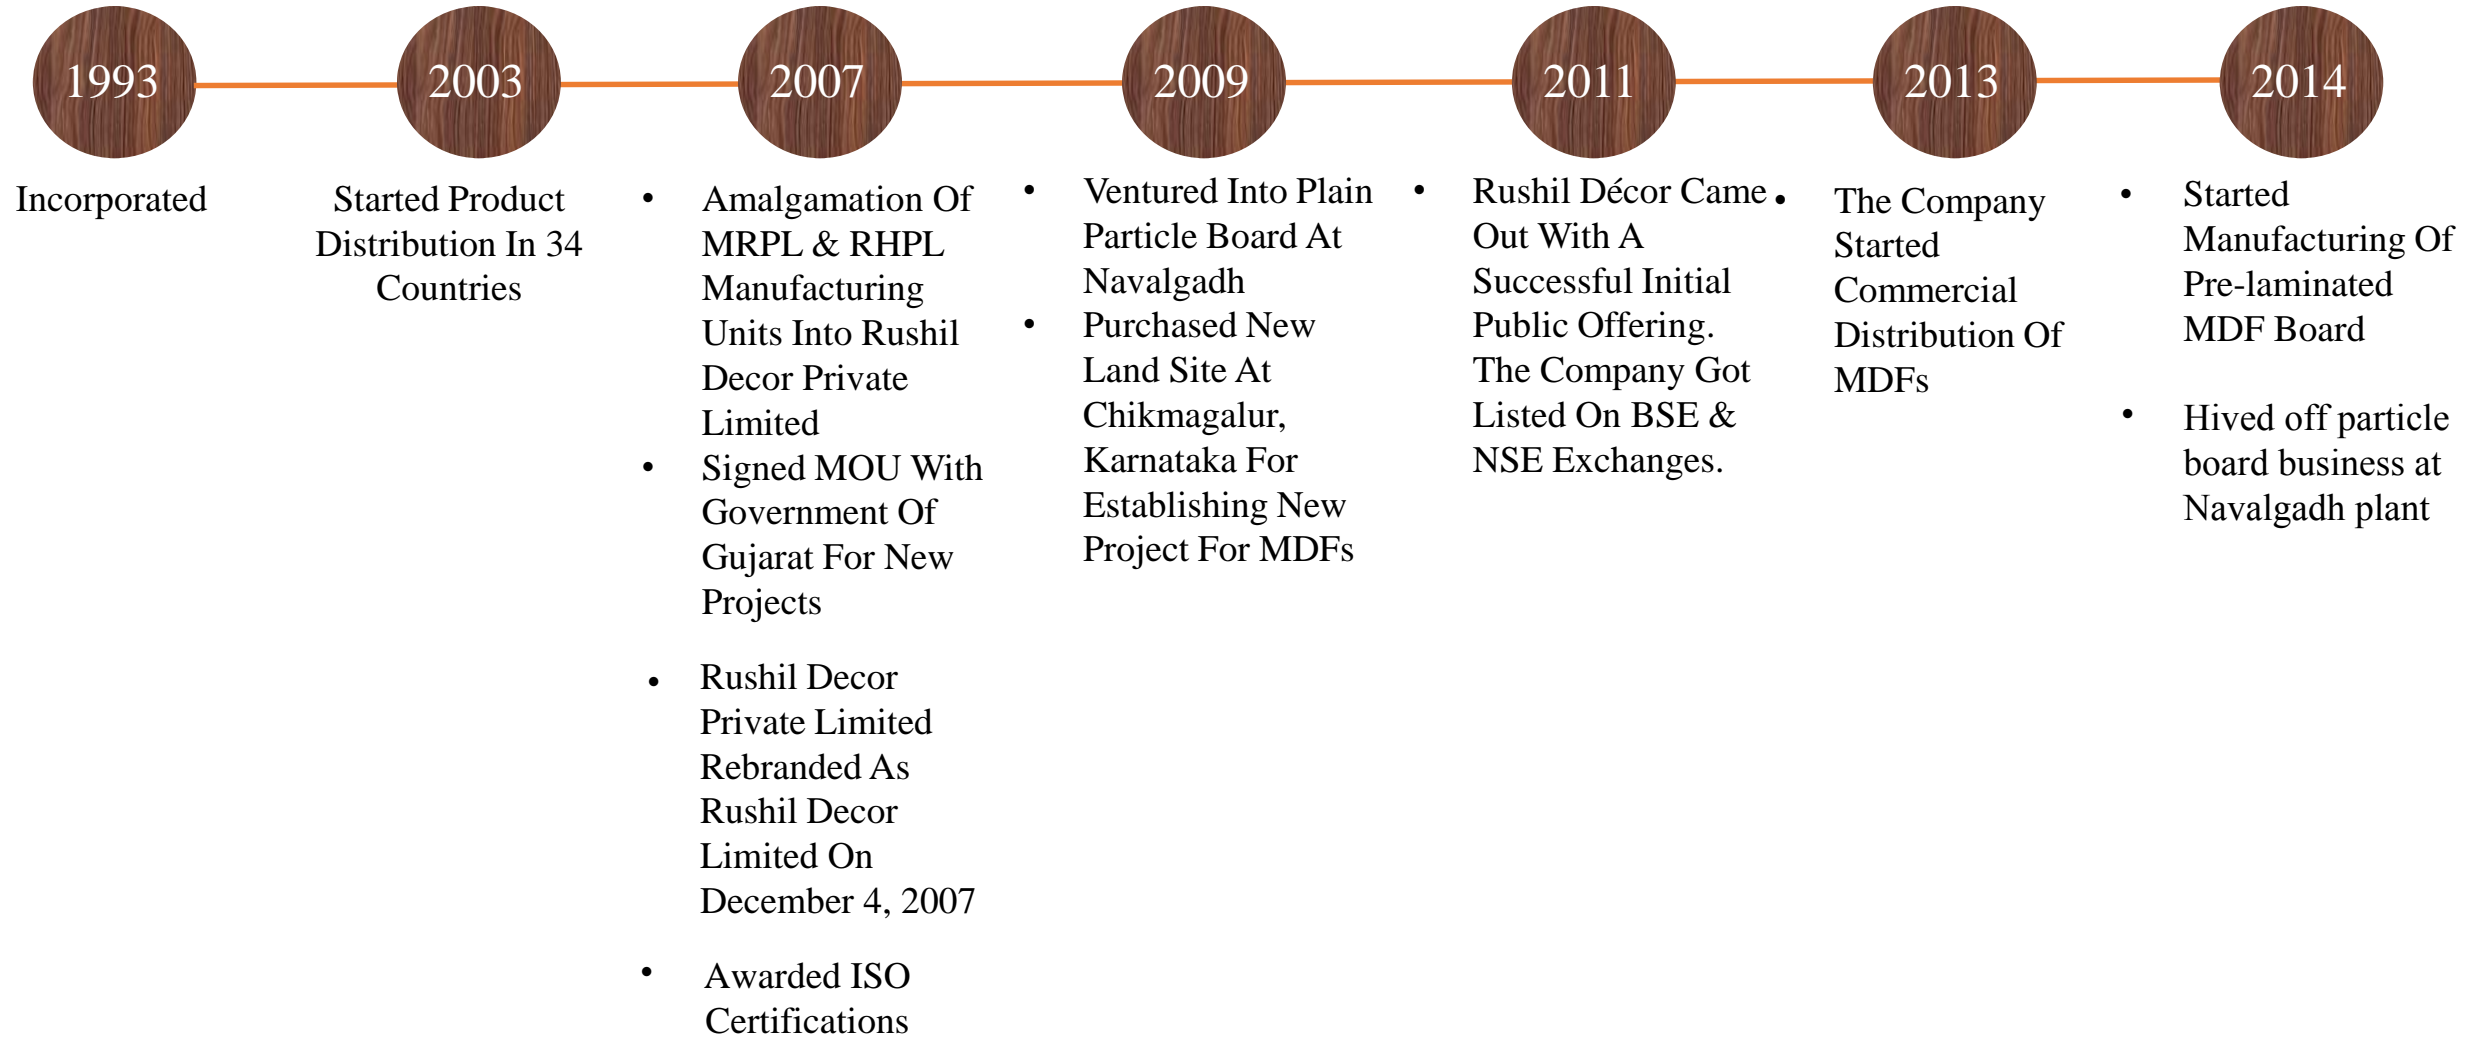 1993
Incorporated
2003
Started Product
Distribution In 34
Countries
2007
• Amalgamation Of
MRPL & RHPL
Manufacturing
Units Into Rushil
Decor Private
Limited
• Signed MOU With
Government Of
Gujarat For New
Projects
• Rushil Decor
Private Limited
Rebranded As
Rushil Decor
Limited On
December 4, 2007
• Awarded ISO
Certifications
2009
• Ventured Into Plain
Particle Board At
Navalgadh
• Purchased New
Land Site At
Chikmagalur,
Karnataka For
Establishing New
Project For MDFs
2011
• Rushil Décor Came
Out With A
Successful Initial
Public Offering.
The Company Got
Listed On BSE &
NSE Exchanges.
2013
• The Company
Started
Commercial
Distribution Of
MDFs
2014
• Started
Manufacturing Of
Pre-laminated
MDF Board
• Hived off particle
board business at
Navalgadh plant